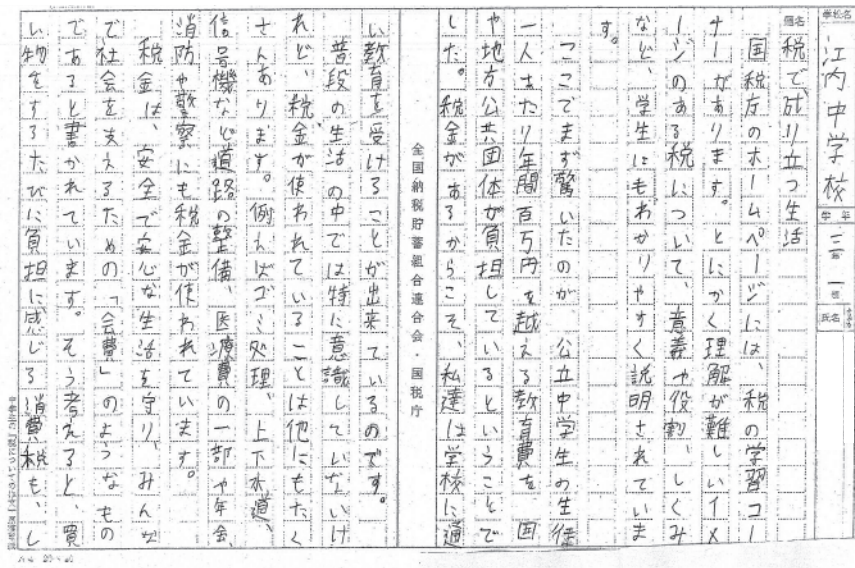 学校名
江内中学校
学年
三年
一組
氏名
題名
税で成り立つ生活
国税庁のホームページには、税の学習コー
ナーがあります。とにかく理解が難しいイメ
ージのある税について、意義や役割、しくみ
など、学生にもわかりやすく説明されていま
す。
ここでまず驚いたのが、公立中学生の生徒
一人当たり年間百万円を越える教育費を、国
や地方公共団体が負担しているということで
した。税金があるからこそ、私達は学校に通
全国納税貯蓄組合連合会・国税庁
い教育を受けることが出来ているのです。
普段の生活の中では特に意識していないけ
れど、税金が使われていることは他にもたく
さんあります。例えばゴミ処理、上下水道、
信号機など道路の整備、医療費の一部や年金、
消防や警察にも税金が使われています。
税金は、安全で安心な生活を守り、みんな
で社会を支えるための「会費」のようなもの
であると書かれています。そう考えると、買
い物をするたびに負担に感じる消費税も、し